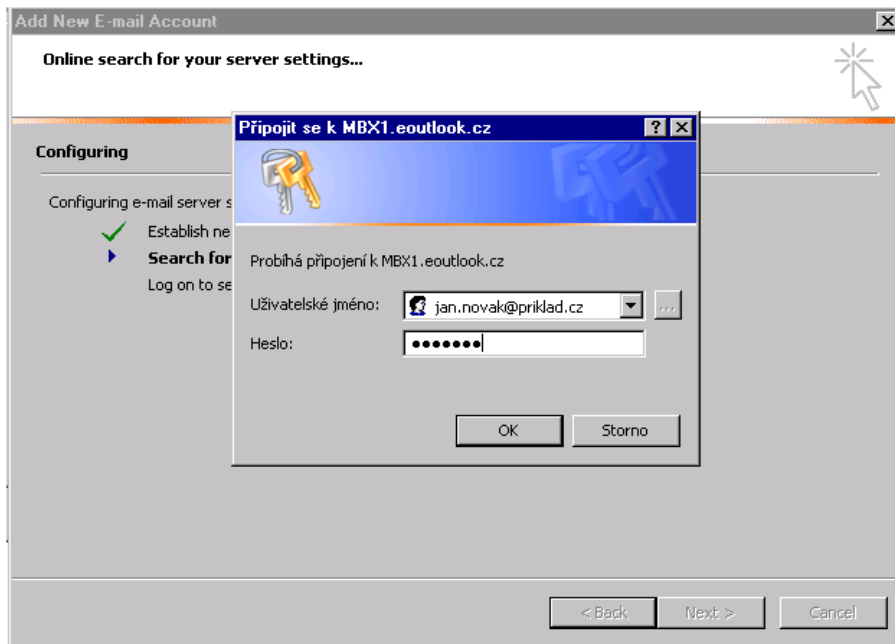 Add New E-mail Account
Online search for your server settings...
Připojit se k MBX1.eoutlook.cz
Configuring
Configuring e-mail server s
Establish ne
Search for
Log on to se
Probíhá připojení k MBX1.eoutlook.cz
Uživatelské jméno:
jan.novak@priklad.cz
...
Heslo:
•••••••
OK
Storno
< Back
Next >
Cancel